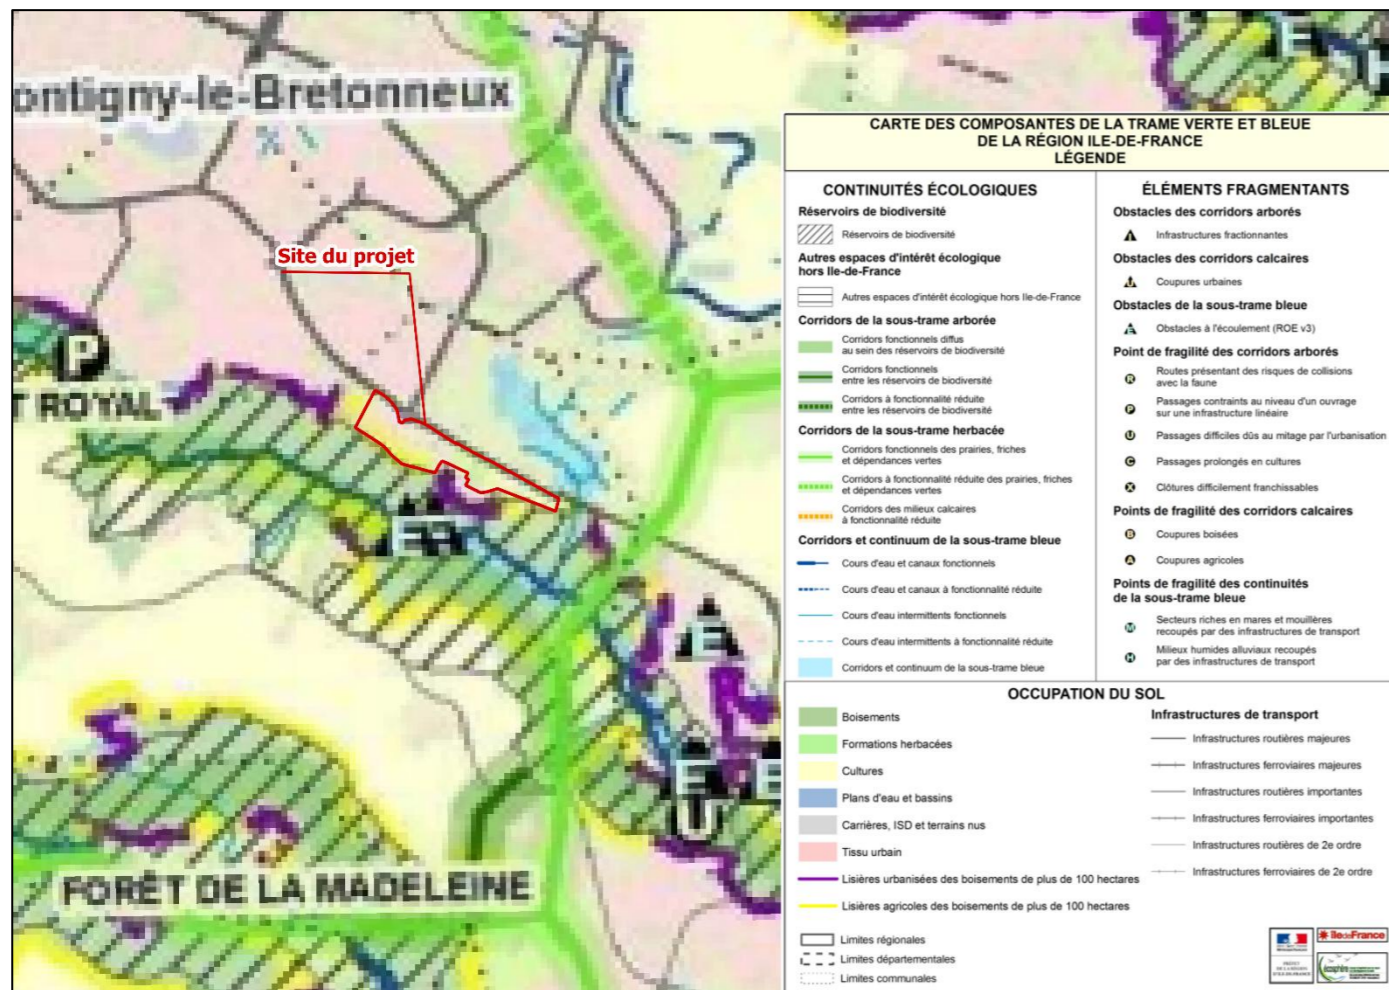 ontigny-le-Bretonneux
Site du projet
P
T ROYAL
FORÊT DE LA MADELEINE
E
U
CARTE DES COMPOSANTES DE LA TRAME VERTE ET BLEUE
DE LA RÉGION ILE-DE-FRANCE
LÉGENDE
CONTINUITÉS ÉCOLOGIQUES
Réservoirs de biodiversité
Réservoirs de biodiversité
Autres espaces d'intérêt écologique
hors Ile-de-France
Autres espaces d'intérêt écologique hors Ile-de-France
Corridors de la sous-trame arborée
Corridors fonctionnels diffus
au sein des réservoirs de biodiversité
Corridors fonctionnels
entre les réservoirs de biodiversité
Corridors à fonctionnalité réduite
entre les réservoirs de biodiversité
Corridors de la sous-trame herbacée
Corridors fonctionnels des prairies, friches
et dépendances vertes
Corridors à fonctionnalité réduite des prairies, friches
et dépendances vertes
Corridors des milieux calcaires
à fonctionnalité réduite
Corridors et continuum de la sous-trame bleue
Cours d'eau et canaux fonctionnels
Cours d'eau et canaux à fonctionnalité réduite
Cours d'eau intermittents fonctionnels
Cours d'eau intermittents à fonctionnalité réduite
Corridors et continuum de la sous-trame bleue
ÉLÉMENTS FRAGMENTANTS
Obstacles des corridors arborés
Infrastructures fractionnantes
Obstacles des corridors calcaires
Coupures urbaines
Obstacles de la sous-trame bleue
Obstacles à l'écoulement (ROE v3)
Point de fragilité des corridors arborés
R Routes présentant des risques de collisions
avec la faune
P Passages contraints au niveau d'un ouvrage
sur une infrastructure linéaire
U Passages difficiles dûs au mitage par l'urbanisation
C Passages prolongés en cultures
X Clôtures difficilement franchissables
Points de fragilité des corridors calcaires
B Coupures boisées
A Coupures agricoles
Points de fragilité des continuités
de la sous-trame bleue
M Secteurs riches en mares et mouillères
recoupés par des infrastructures de transport
H Milieux humides alluviaux recoupés
par des infrastructures de transport
OCCUPATION DU SOL
Boisements
Formations herbacées
Cultures
Plans d'eau et bassins
Carrières, ISD et terrains nus
Tissu urbain
Lisières urbanisées des boisements de plus de 100 hectares
Lisières agricoles des boisements de plus de 100 hectares
Limites régionales
Limites départementales
Limites communales
Infrastructures de transport
Infrastructures routières majeures
Infrastructures ferroviaires majeures
Infrastructures routières importantes
Infrastructures ferroviaires importantes
Infrastructures routières de 2e ordre
Infrastructures ferroviaires de 2e ordre
îledeFrance